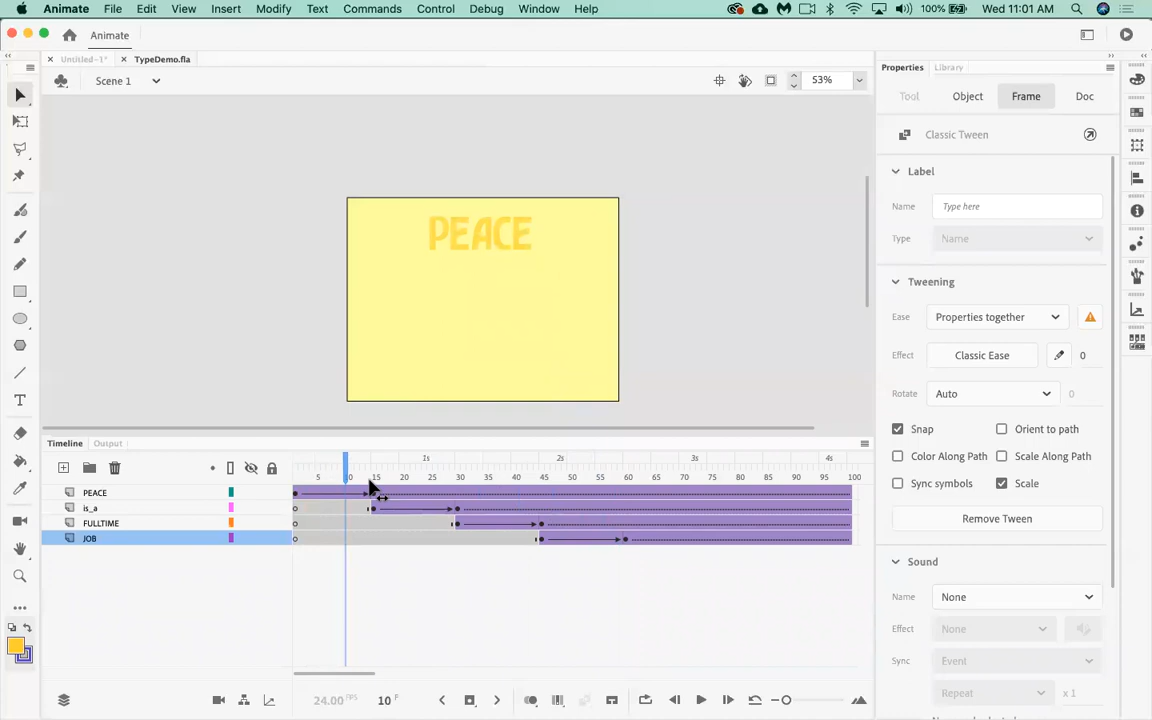 Animate File Edit View Insert Modify Text Commands Control Debug Window Help 100% Wed 11:01 AM
Animate
Untitled-1* TypeDemo.fla
Properties Library
Scene 1 53%
Tool Object Frame Doc
Classic Tween
Label
Name Type here
Type Name
PEACE
Tweening
Ease Properties together
Effect Classic Ease 0
Rotate Auto 0
Snap Orient to path
Color Along Path Scale Along Path
Sync symbols Scale
Remove Tween
Sound
Name None
Effect None
Sync Event
Repeat x 1
Timeline Output
1s 2s 3s 4s
5 15 20 25 30 35 40 45 50 55 60 65 70 75 80 85 90 95 100
PEACE
is_a
FULLTIME
JOB
24.00 FPS 10 F